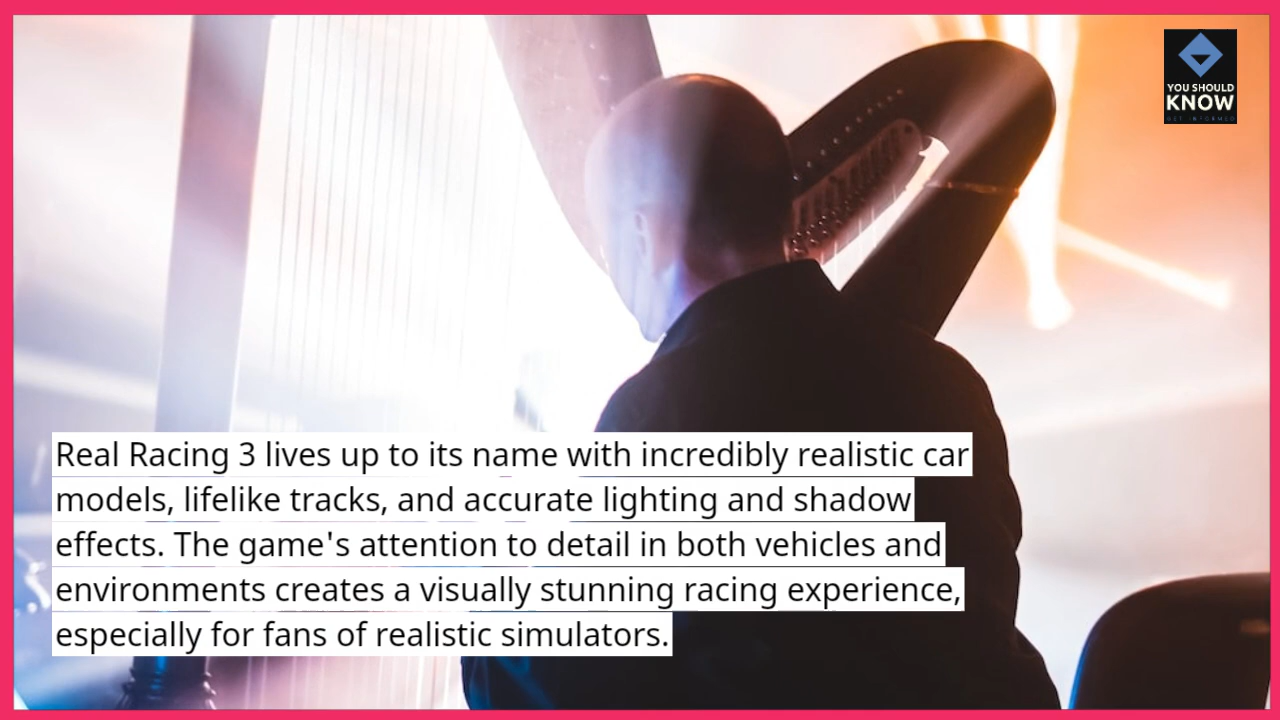 YOU SHOULD
KNOW
GET INFORMED
Real Racing 3 lives up to its name with incredibly realistic car
models, lifelike tracks, and accurate lighting and shadow
effects. The game's attention to detail in both vehicles and
environments creates a visually stunning racing experience,
especially for fans of realistic simulators.